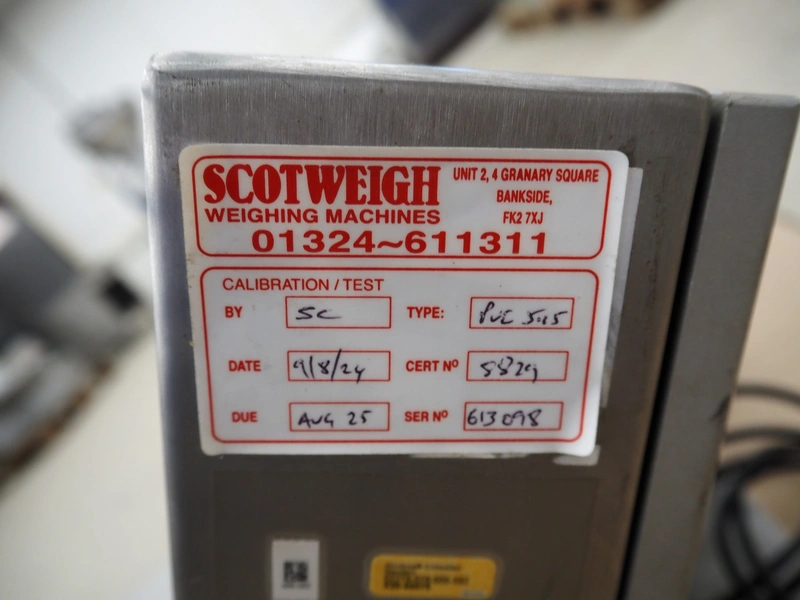 SCOTWEIGH
WEIGHING MACHINES
UNIT 2, 4 GRANARY SQUARE
BANKSIDE,
FK2 7XJ
01324~611311
CALIBRATION / TEST
BY SC TYPE:
DATE 9/8/24 CERT Nº 8829
DUE AUG 25 SER Nº 613098